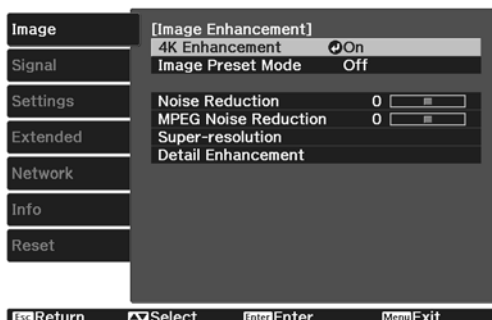 Image
Signal
Settings
Extended
Network
Info
Reset
[Image Enhancement]
4K Enhancement On
Image Preset Mode Off
Noise Reduction 0
MPEG Noise Reduction 0
Super-resolution
Detail Enhancement
Esc Return Select Enter Enter Menu Exit